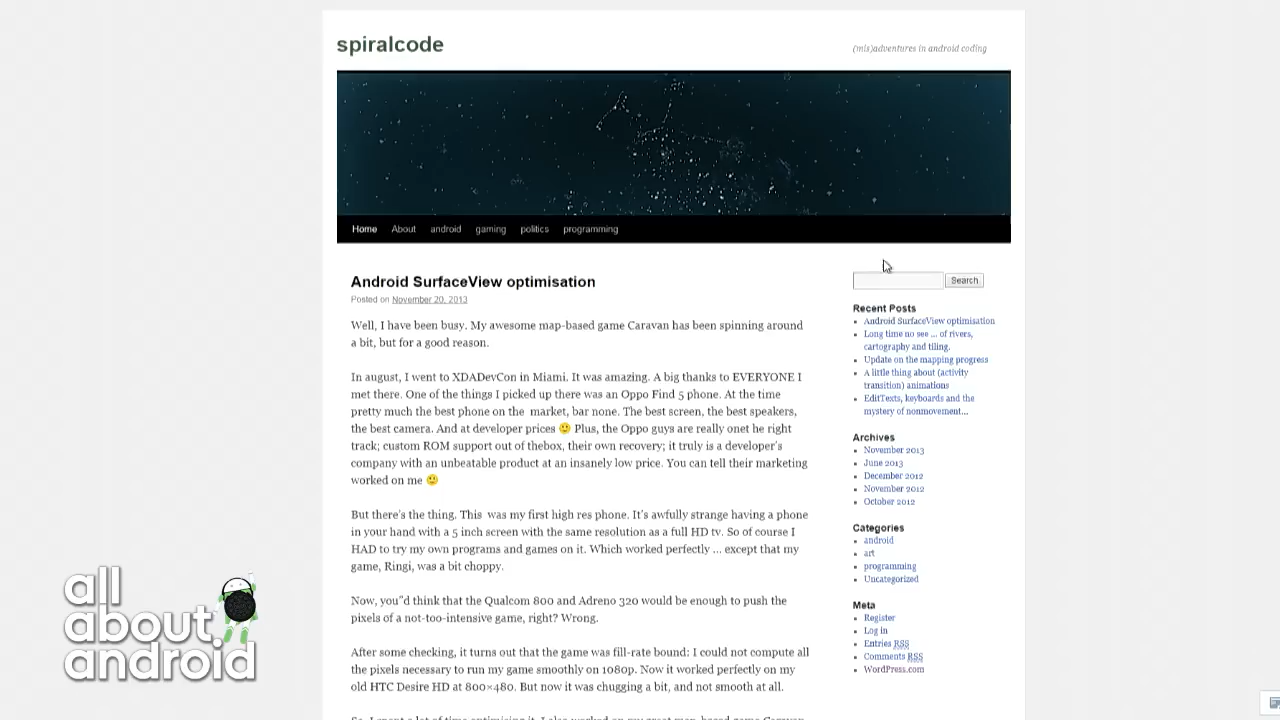 spiralcode
(mis)adventures in android coding
Home About android gaming politics programming
Android SurfaceView optimisation
Posted on November 20, 2013
Well, I have been busy. My awesome map-based game Caravan has been spinning around
a bit, but for a good reason.
In august, I went to XDADevCon in Miami. It was amazing. A big thanks to EVERYONE I
met there. One of the things I picked up there was an Oppo Find 5 phone. At the time
pretty much the best phone on the market, bar none. The best screen, the best speakers,
the best camera. And at developer prices 🙂 Plus, the Oppo guys are really onet he right
track; custom ROM support out of thebox, their own recovery; it truly is a developer's
company with an unbeatable product at an insanely low price. You can tell their marketing
worked on me 🙂
But there's the thing. This was my first high res phone. It's awfully strange having a phone
in your hand with a 5 inch screen with the same resolution as a full HD tv. So of course I
HAD to try my own programs and games on it. Which worked perfectly ... except that my
game, Ringi, was a bit choppy.
Now, you"d think that the Qualcom 800 and Adreno 320 would be enough to push the
pixels of a not-too-intensive game, right? Wrong.
After some checking, it turns out that the game was fill-rate bound: I could not compute all
the pixels necessary to run my game smoothly on 1080p. Now it worked perfectly on my
old HTC Desire HD at 800×480. But now it was chugging a bit, and not smooth at all.
So, I spent a lot of time optimising it. I also worked on my great map-based game Caravan
Search
Recent Posts
Android SurfaceView optimisation
Long time no see ... of rivers,
cartography and tiling.
Update on the mapping progress
A little thing about (activity
transition) animations
EditTexts, keyboards and the
mystery of nonmovement...
Archives
November 2013
June 2013
December 2012
November 2012
October 2012
Categories
android
art
programming
Uncategorized
Meta
Register
Log in
Entries RSS
Comments RSS
WordPress.com
all
about
android